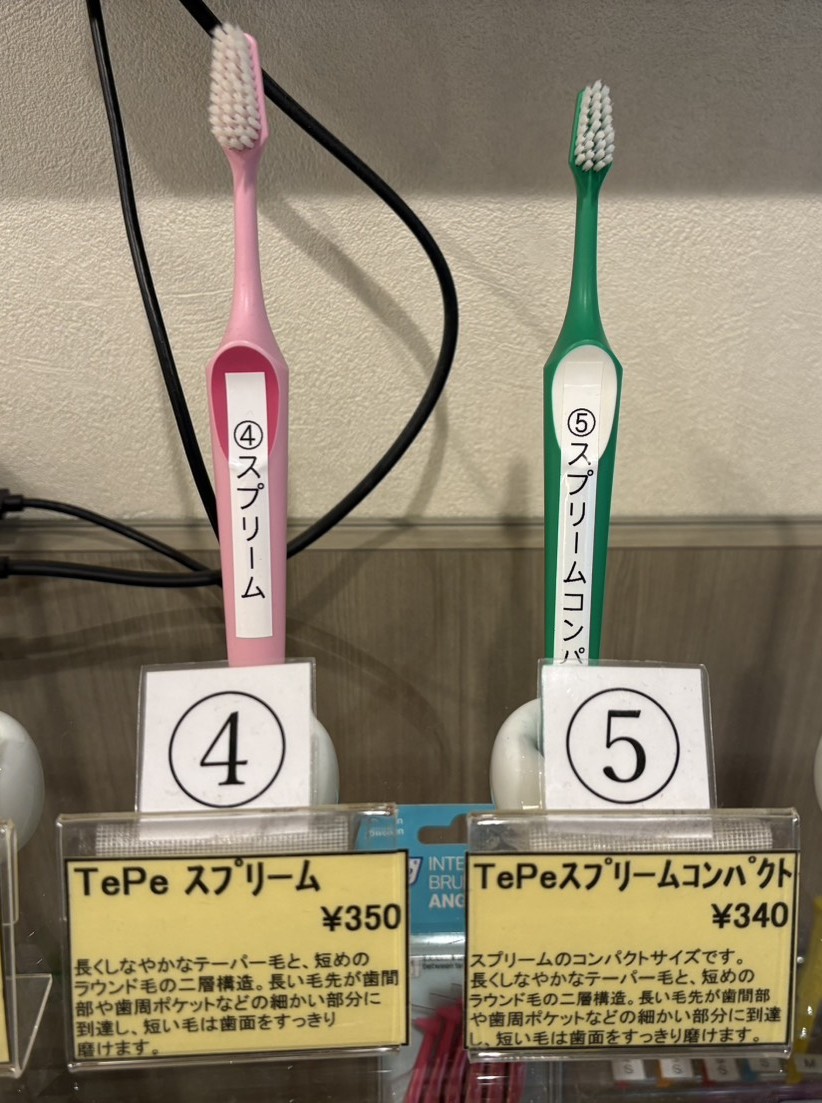 ④スプリーム
④
TePe スプリーム
¥350
長くしなやかなテーパー毛と、短めの
ラウンド毛の二層構造。長い毛先が歯間
部や歯周ポケットなどの細かい部分に
到達し、短い毛は歯面をすっきり
磨けます。
⑤スプリームコンパ
⑤
TePeスプリームコンパクト
¥340
スプリームのコンパクトサイズです。
長くしなやかなテーパー毛と、短めの
ラウンド毛の二層構造。長い毛先が歯間部
や歯周ポケットなどの細かい部分に到達
し、短い毛は歯面をすっきり磨けます。
INTE
BRU
ANG
S
S
S
M